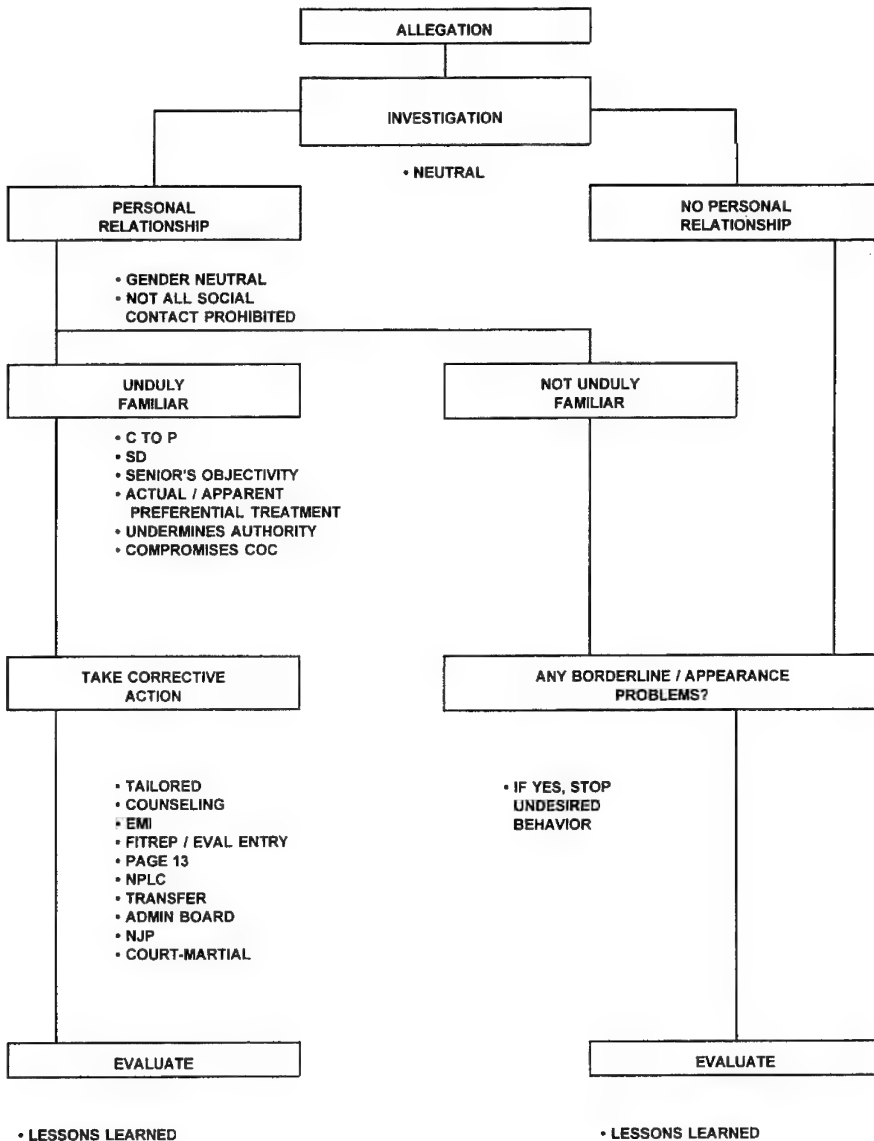 ALLEGATION
INVESTIGATION
• NEUTRAL
PERSONAL
RELATIONSHIP
NO PERSONAL
RELATIONSHIP
• GENDER NEUTRAL
• NOT ALL SOCIAL
CONTACT PROHIBITED
UNDULY
FAMILIAR
NOT UNDULY
FAMILIAR
• C TO P
• SD
• SENIOR'S OBJECTIVITY
• ACTUAL / APPARENT
PREFERENTIAL TREATMENT
• UNDERMINES AUTHORITY
• COMPROMISES COC
TAKE CORRECTIVE
ACTION
ANY BORDERLINE / APPEARANCE
PROBLEMS?
• TAILORED
• COUNSELING
• EMI
• FITREP / EVAL ENTRY
• PAGE 13
• NPLC
• TRANSFER
• ADMIN BOARD
• NJP
• COURT-MARTIAL
• IF YES, STOP
UNDESIRED
BEHAVIOR
EVALUATE
EVALUATE
• LESSONS LEARNED
• LESSONS LEARNED